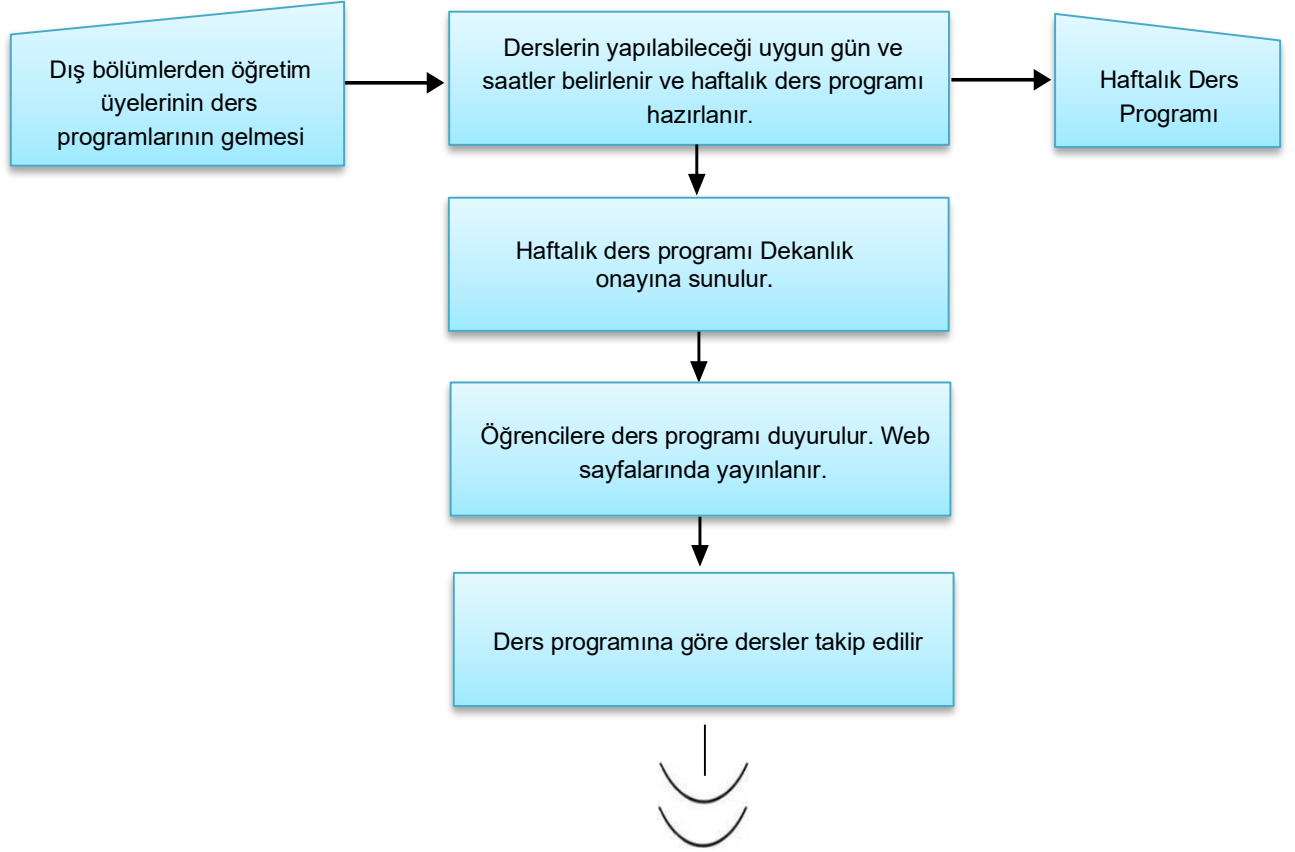 Dış bölümlerden öğretim
üyelerinin ders
programlarının gelmesi
Derslerin yapılabileceği uygun gün ve
saatler belirlenir ve haftalık ders programı
hazırlanır.
Haftalık Ders
Programı
Haftalık ders programı Dekanlık
onayına sunulur.
Öğrencilere ders programı duyurulur. Web
sayfalarında yayınlanır.
Ders programına göre dersler takip edilir